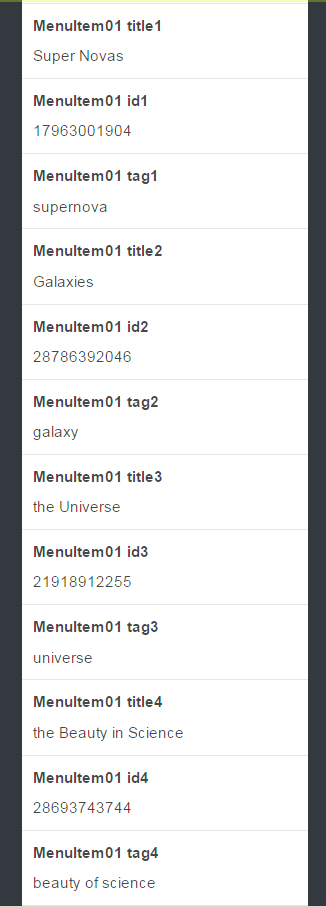 MenuItem01 title1
Super Novas
MenuItem01 id1
17963001904
MenuItem01 tag1
supernova
MenuItem01 title2
Galaxies
MenuItem01 id2
28786392046
MenuItem01 tag2
galaxy
MenuItem01 title3
the Universe
MenuItem01 id3
21918912255
MenuItem01 tag3
universe
MenuItem01 title4
the Beauty in Science
MenuItem01 id4
28693743744
MenuItem01 tag4
beauty of science